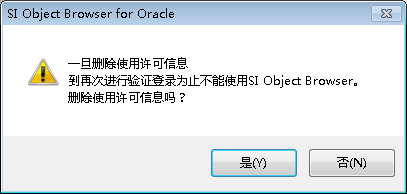 SI Object Browser for Oracle
一旦删除使用许可信息
到再次进行验证登录为止不能使用SI Object Browser。
删除使用许可信息吗？
是(Y)
否(N)